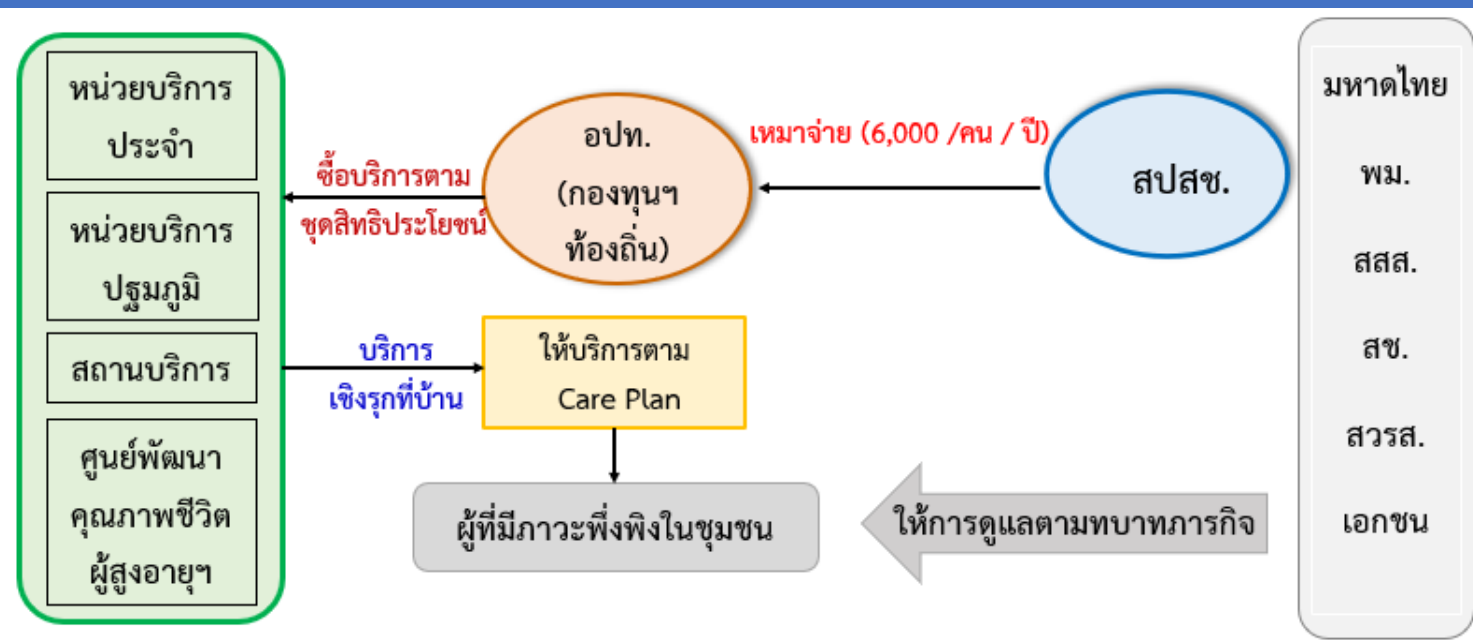 หน่วยบริการ
ประจำ
หน่วยบริการ
ปฐมภูมิ
สถานบริการ
ศูนย์พัฒนา
คุณภาพชีวิต
ผู้สูงอายุฯ
ซื้อบริการตาม
ชุดสิทธิประโยชน์
บริการ
เชิงรุกที่บ้าน
อปท.
(กองทุนฯ
ท้องถิ่น)
เหมาจ่าย (6,000 /คน / ปี)
สปสช.
ให้บริการตาม
Care Plan
ผู้ที่มีภาวะพึ่งพิงในชุมชน
ให้การดูแลตามทบาทภารกิจ
มหาดไทย
พม.
สสส.
สช.
สวรส.
เอกชน